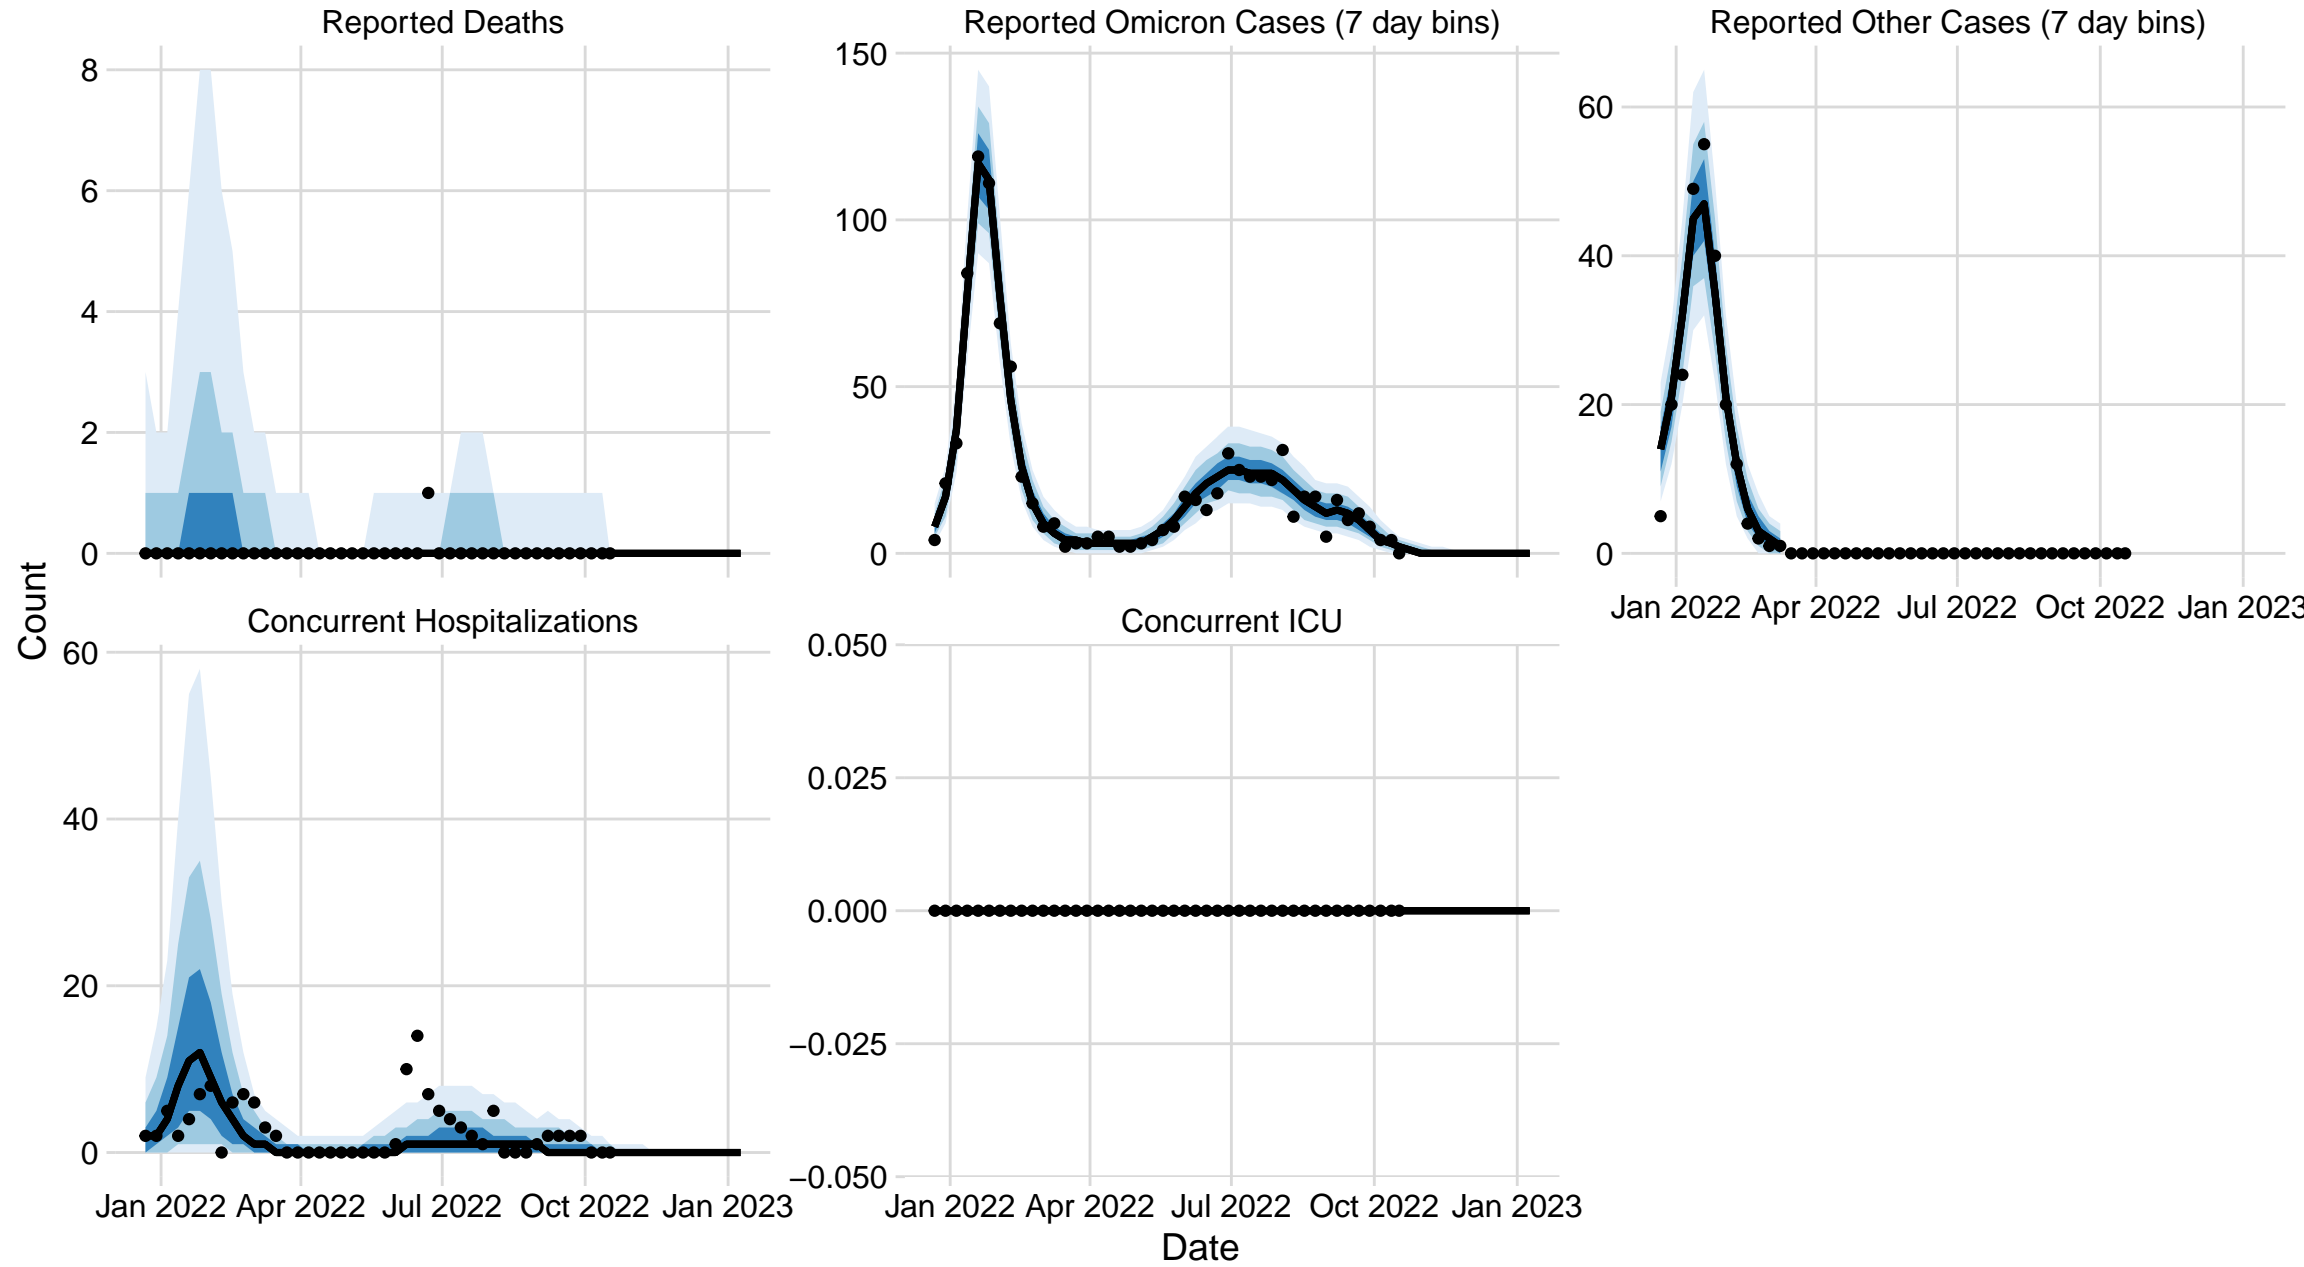 Reported Deaths
Reported Omicron Cases (7 day bins)
Reported Other Cases (7 day bins)
8
6
4
2
0
150
100
50
0
60
40
20
0
Jan 2022 Apr 2022 Jul 2022 Oct 2022 Jan 2023
Count
Concurrent Hospitalizations
Concurrent ICU
60
40
20
0
0.050
0.025
0.000
−0.025
−0.050
Jan 2022 Apr 2022 Jul 2022 Oct 2022 Jan 2023
Jan 2022 Apr 2022 Jul 2022 Oct 2022 Jan 2023
Date